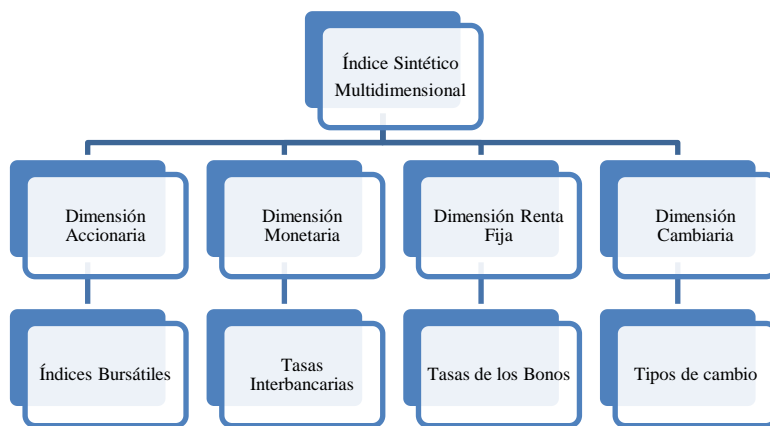 Índice Sintético
Multidimensional
Dimensión
Accionaria
Dimensión
Monetaria
Dimensión Renta
Fija
Dimensión
Cambiaria
Índices Bursátiles
Tasas
Interbancarias
Tasas de los Bonos
Tipos de cambio